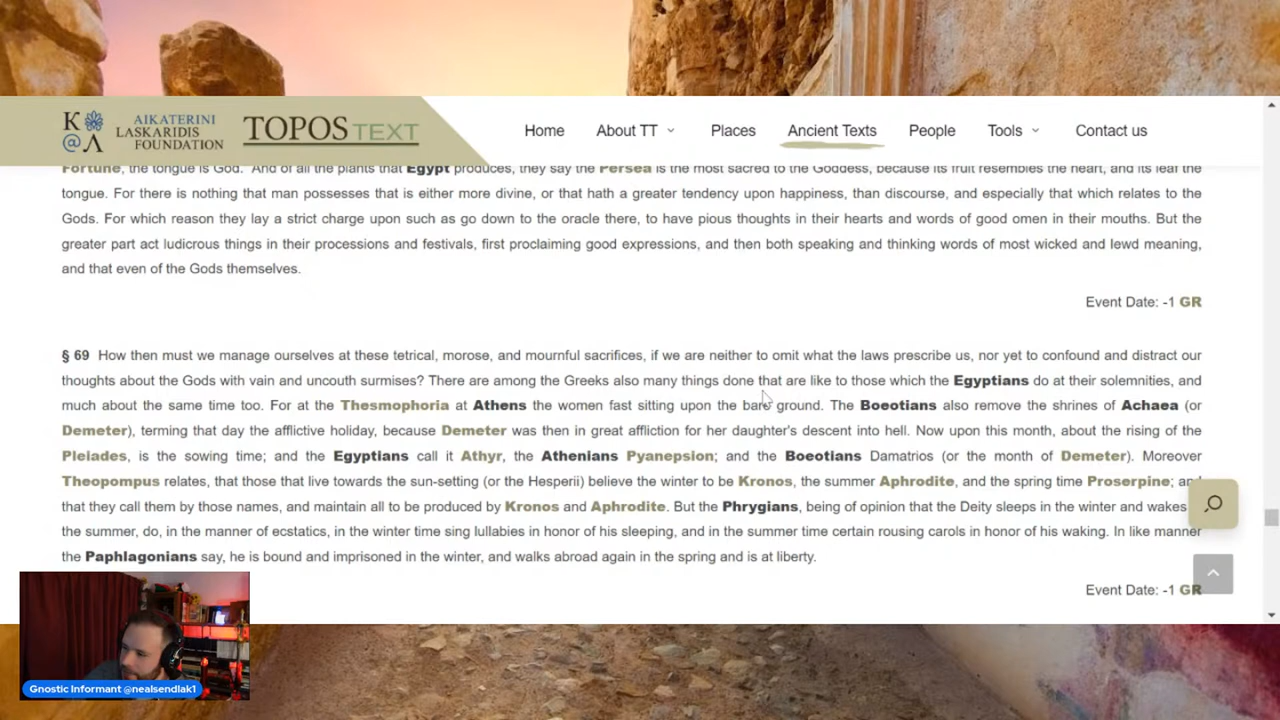 K
@Λ
AIKATERINI
LASKARIDIS
FOUNDATION
TOPOS TEXT
Home About TT Places Ancient Texts People Tools Contact us
Fortune, the tongue is God." And of all the plants that Egypt produces, they say the Persea is the most sacred to the Goddess, because its fruit resembles the heart, and its leaf the
tongue. For there is nothing that man possesses that is either more divine, or that hath a greater tendency upon happiness, than discourse, and especially that which relates to the
Gods. For which reason they lay a strict charge upon such as go down to the oracle there, to have pious thoughts in their hearts and words of good omen in their mouths. But the
greater part act ludicrous things in their processions and festivals, first proclaiming good expressions, and then both speaking and thinking words of most wicked and lewd meaning,
and that even of the Gods themselves.
Event Date: -1 GR
§ 69 How then must we manage ourselves at these tetrical, morose, and mournful sacrifices, if we are neither to omit what the laws prescribe us, nor yet to confound and distract our
thoughts about the Gods with vain and uncouth surmises? There are among the Greeks also many things done that are like to those which the Egyptians do at their solemnities, and
much about the same time too. For at the Thesmophoria at Athens the women fast sitting upon the bare ground. The Boeotians also remove the shrines of Achaea (or
Demeter), terming that day the afflictive holiday, because Demeter was then in great affliction for her daughter's descent into hell. Now upon this month, about the rising of the
Pleiades, is the sowing time; and the Egyptians call it Athyr, the Athenians Pyanepsion; and the Boeotians Damatrios (or the month of Demeter). Moreover
Theopompus relates, that those that live towards the sun-setting (or the Hesperii) believe the winter to be Kronos, the summer Aphrodite, and the spring time Proserpine; and
that they call them by those names, and maintain all to be produced by Kronos and Aphrodite. But the Phrygians, being of opinion that the Deity sleeps in the winter and wakes
the summer, do, in the manner of ecstatics, in the winter time sing lullabies in honor of his sleeping, and in the summer time certain rousing carols in honor of his waking. In like manner
the Paphlagonians say, he is bound and imprisoned in the winter, and walks abroad again in the spring and is at liberty.
Event Date: -1 GR
Gnostic Informant @nealsendlak1